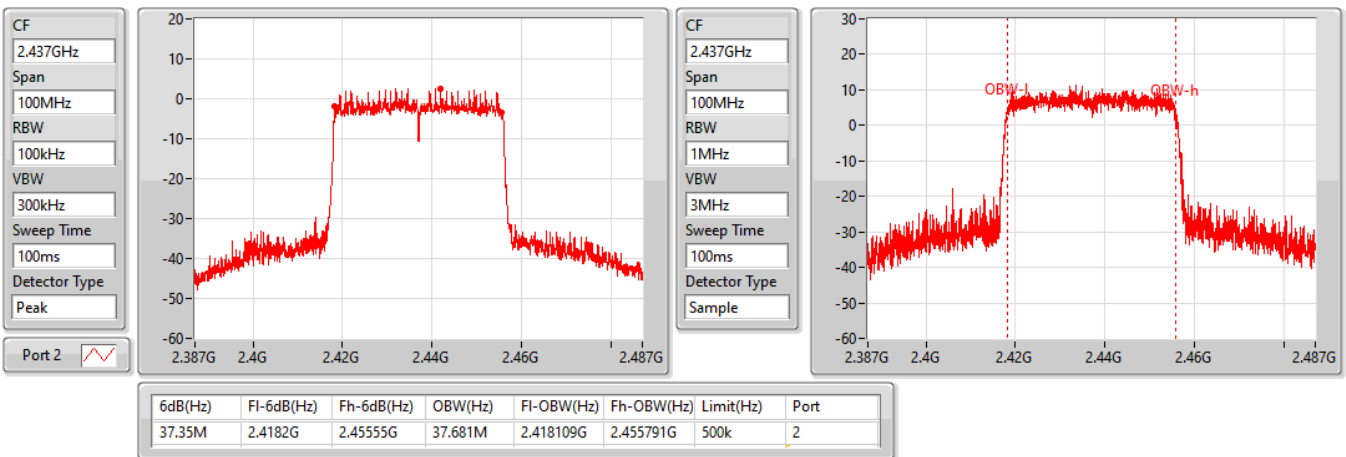 CF
2.437GHz
Span
100MHz
RBW
100kHz
VBW
300kHz
Sweep Time
100ms
Detector Type
Peak
Port 2
20
10
0
-10
-20
-30
-40
-50
-60
2.387G 2.4G 2.42G 2.44G 2.46G 2.487G
CF
2.437GHz
Span
100MHz
RBW
1MHz
VBW
3MHz
Sweep Time
100ms
Detector Type
Sample
30
20
10
0
-10
-20
-30
-40
-50
-60
OBW-l OBW-h
2.387G 2.4G 2.42G 2.44G 2.46G 2.487G
6dB(Hz) Fl-6dB(Hz) Fh-6dB(Hz) OBW(Hz) Fl-OBW(Hz) Fh-OBW(Hz) Limit(Hz) Port
37.35M 2.4182G 2.45555G 37.681M 2.418109G 2.455791G 500k 2